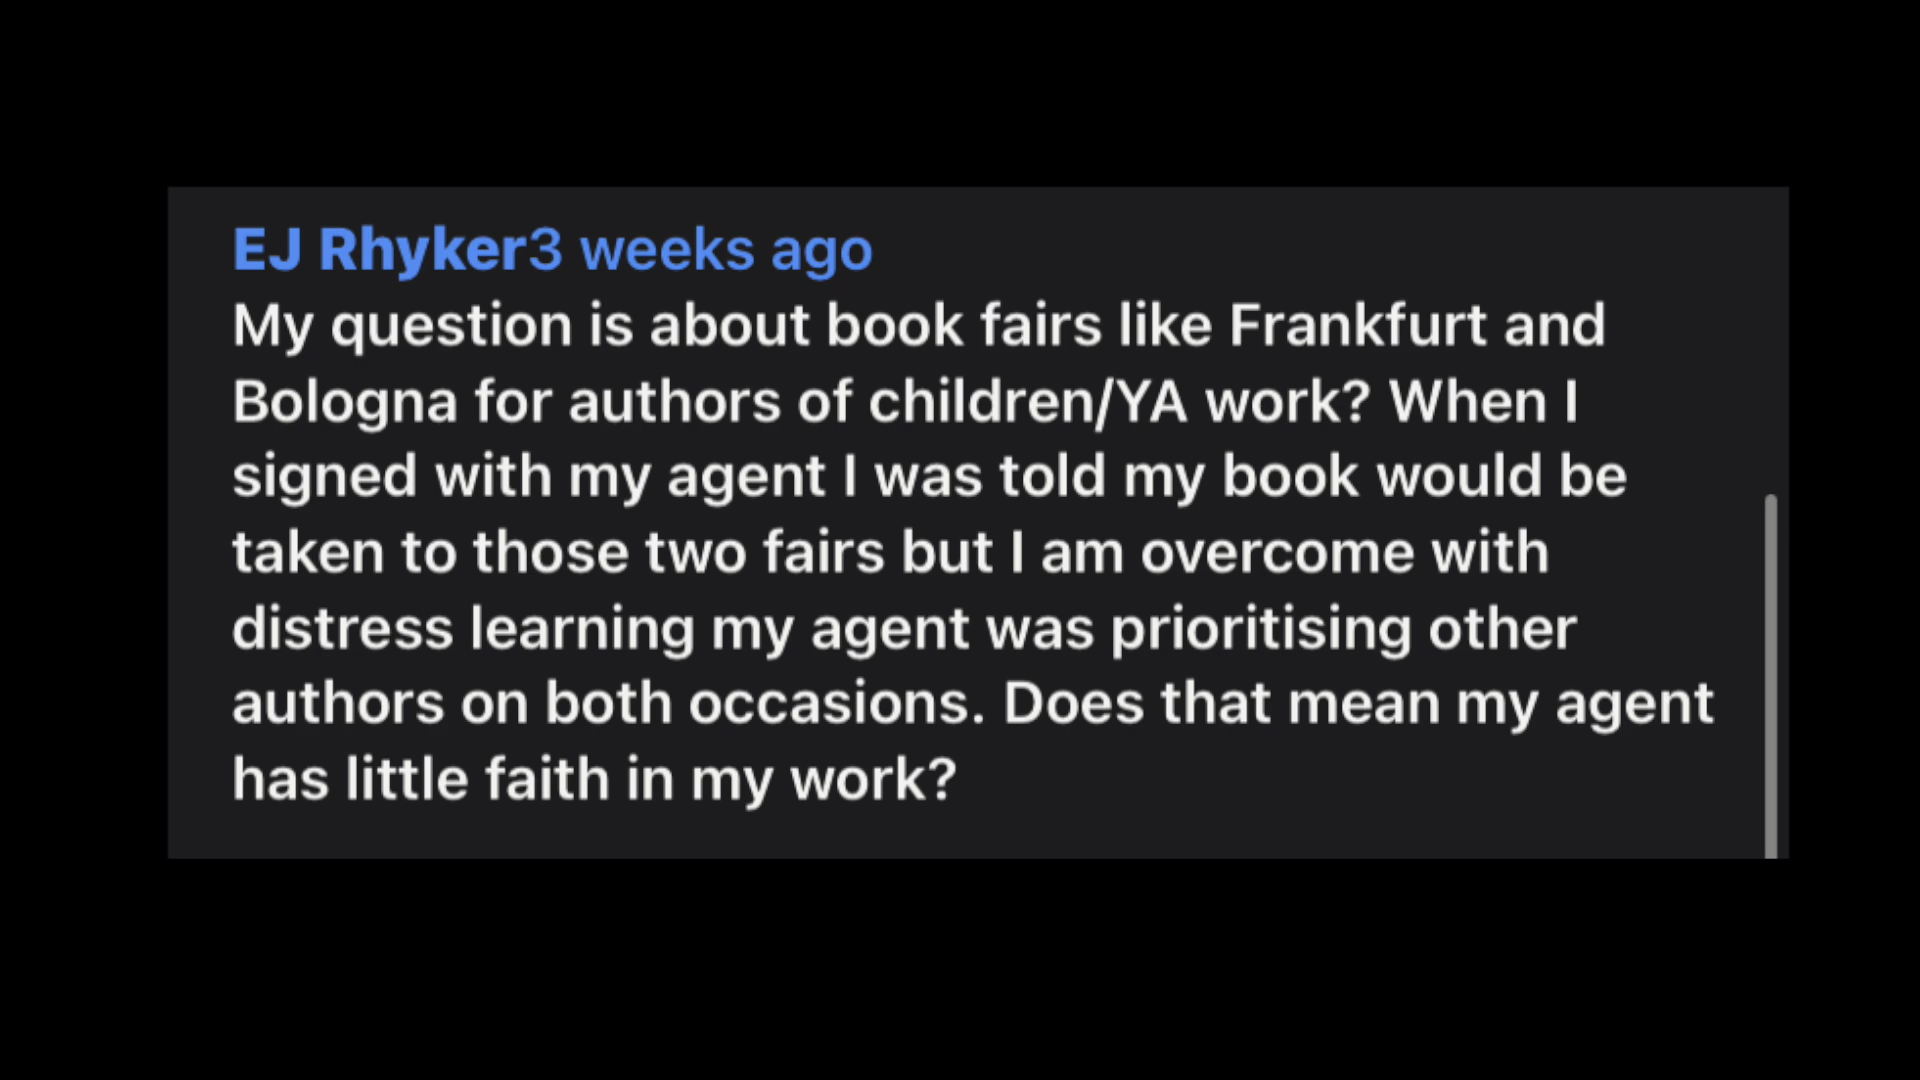 EJ Rhyker3 weeks ago
My question is about book fairs like Frankfurt and
Bologna for authors of children/YA work? When I
signed with my agent I was told my book would be
taken to those two fairs but I am overcome with
distress learning my agent was prioritising other
authors on both occasions. Does that mean my agent
has little faith in my work?